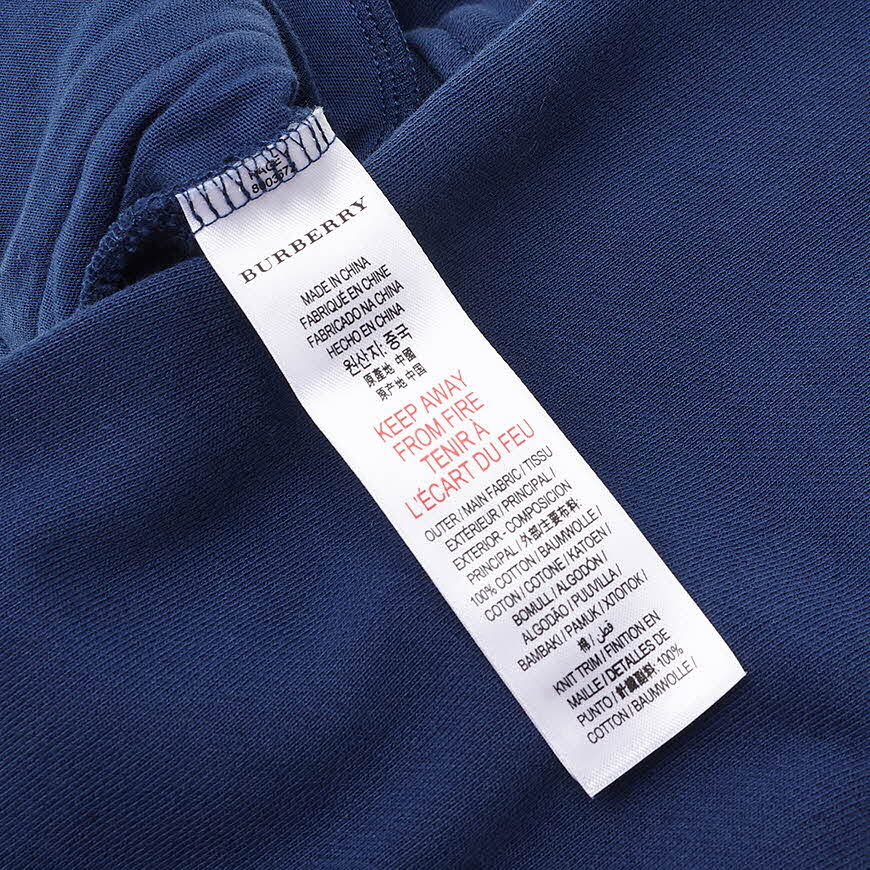 BURBERRY
MADE IN CHINA
FABRIQUÉ EN CHINE
FABRICADO NA CHINA
HECHO EN CHINA
원산지: 중국
原產地 中國
原产地 中国
KEEP AWAY
FROM FIRE
TENIR À
L'ÉCART DU FEU
OUTER / MAIN FABRIC / TISSU
EXTÉRIEUR / PRINCIPAL /
EXTERIOR - COMPOSICION
PRINCIPAL / 外部/主要布料/
100% COTTON / BAUMWOLLE /
COTON / COTONE / KATOEN /
BOMULL / ALGODÓN /
ALGODÃO / PUUVILLA /
BAMBAKI / PAMUK / ХЛОПОК /
棉 / قطن
KNIT TRIM / FINITION EN
MAILLE / DETALLES DE
PUNTO / 針織面料: 100%
COTTON / BAUMWOLLE /